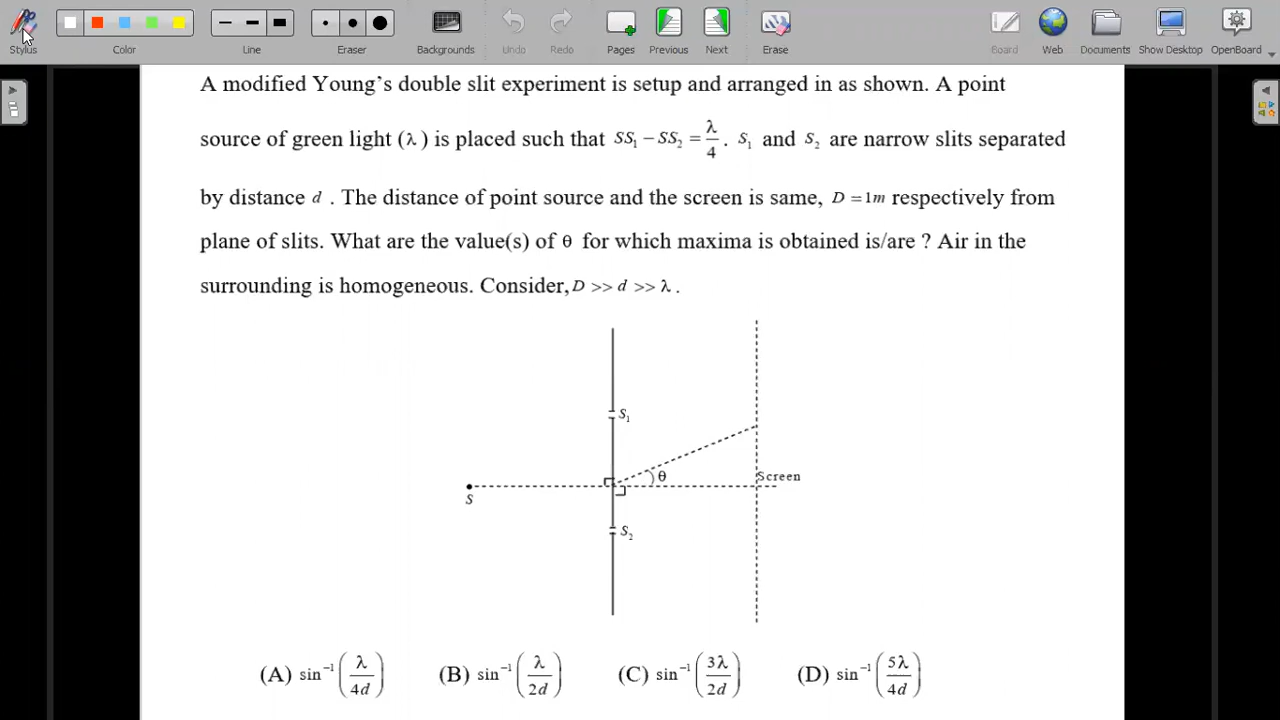 Stylus Color Line Eraser Backgrounds Undo Redo Pages Previous Next Erase Board Web Documents Show Desktop OpenBoard
A modified Young's double slit experiment is setup and arranged in as shown. A point
source of green light (λ) is placed such that SS₁ − SS₂ = λ/4. S₁ and S₂ are narrow slits separated
by distance d . The distance of point source and the screen is same, D = 1m respectively from
plane of slits. What are the value(s) of θ for which maxima is obtained is/are ? Air in the
surrounding is homogeneous. Consider, D >> d >> λ .
S₁
θ
Screen
S
S₂
(A) sin⁻¹(λ/4d) (B) sin⁻¹(λ/2d) (C) sin⁻¹(3λ/2d) (D) sin⁻¹(5λ/4d)